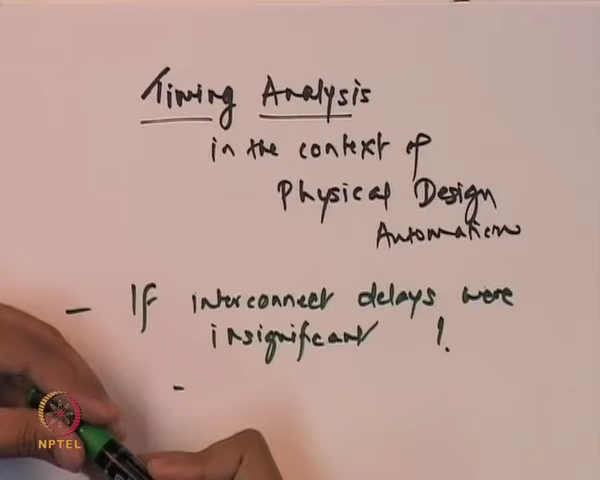 Timing Analysis
in the context of
Physical Design
Automation
- If interconnect delays were
insignificant !
-
NPTEL